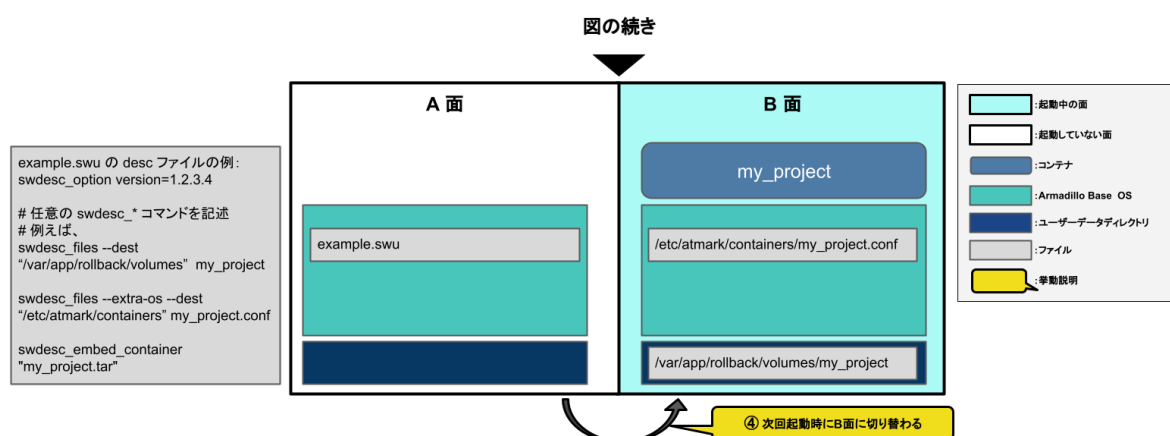 図の続き
A 面
B 面
example.swu の desc ファイルの例:
swdesc_option version=1.2.3.4
# 任意の swdesc_* コマンドを記述
# 例えば、
swdesc_files --dest
“/var/app/rollback/volumes” my_project
swdesc_files --extra-os --dest
“/etc/atmark/containers” my_project.conf
swdesc_embed_container
"my_project.tar"
example.swu
my_project
/etc/atmark/containers/my_project.conf
/var/app/rollback/volumes/my_project
④ 次回起動時にB面に切り替わる
:起動中の面
:起動していない面
:コンテナ
:Armadillo Base OS
:ユーザーデータディレクトリ
:ファイル
:挙動説明